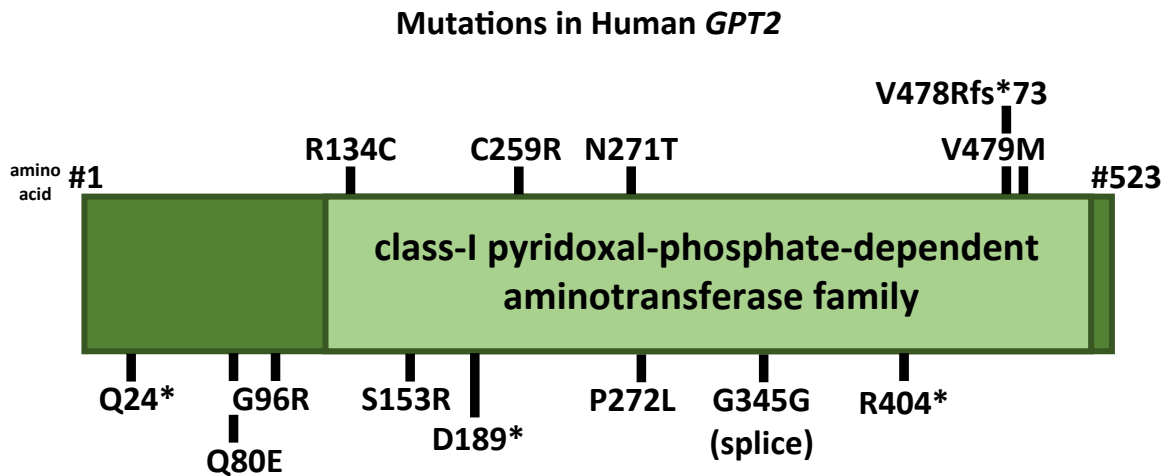 Mutations in Human GPT2
V478Rfs*73
R134C C259R N271T V479M
amino
acid #1 #523
class-I pyridoxal-phosphate-dependent
aminotransferase family
Q24* G96R S153R P272L G345G R404*
D189* (splice)
Q80E